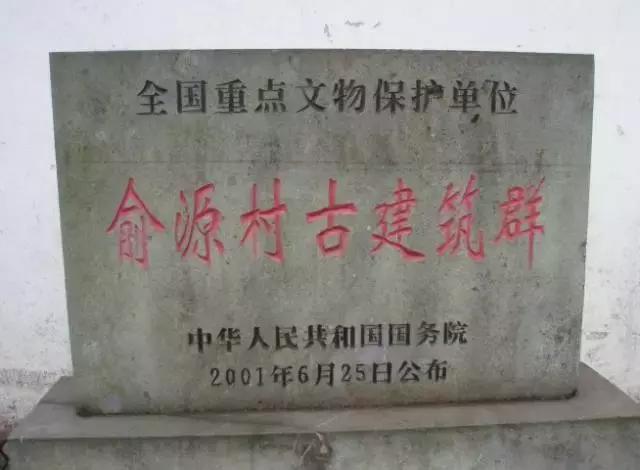 全国重点文物保护单位
俞源村古建筑群
中华人民共和国国务院
2001年6月25日公布